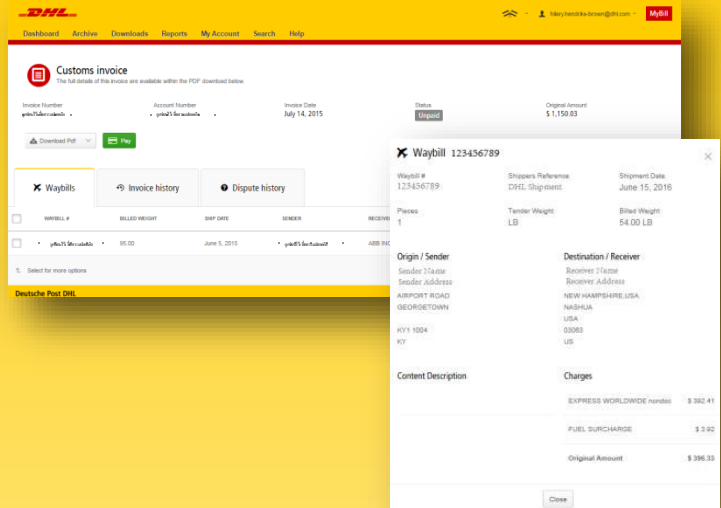 DHL
hilery.hendriks-brown@dhl.com
MyBill
Dashboard Archive Downloads Reports My Account Search Help
Customs invoice
The full details of this invoice are available within the PDF download below.
Invoice Number Account Number Invoice Date Status Original Amount
July 14, 2015 Unpaid $ 1,150.03
Download Pdf Pay
Waybills Invoice history Dispute history
WAYBILL # BILLED WEIGHT SHIP DATE SENDER RECEIVE
95.00 June 5, 2015 ABB INC
1. Select for more options
Deutsche Post DHL
Waybill 123456789
Waybill # Shippers Reference Shipment Date
123456789 DHL Shipment June 15, 2016
Pieces Tender Weight Billed Weight
1 LB 54.00 LB
Origin / Sender Destination / Receiver
Sender Name Receiver Name
Sender Address Receiver Address
AIRPORT ROAD NEW HAMPSHIRE,USA
GEORGETOWN NASHUA
USA
KY1 1004 03063
KY US
Content Description Charges
EXPRESS WORLDWIDE nondoc $ 392.41
FUEL SURCHARGE $ 3.92
Original Amount $ 396.33
Close